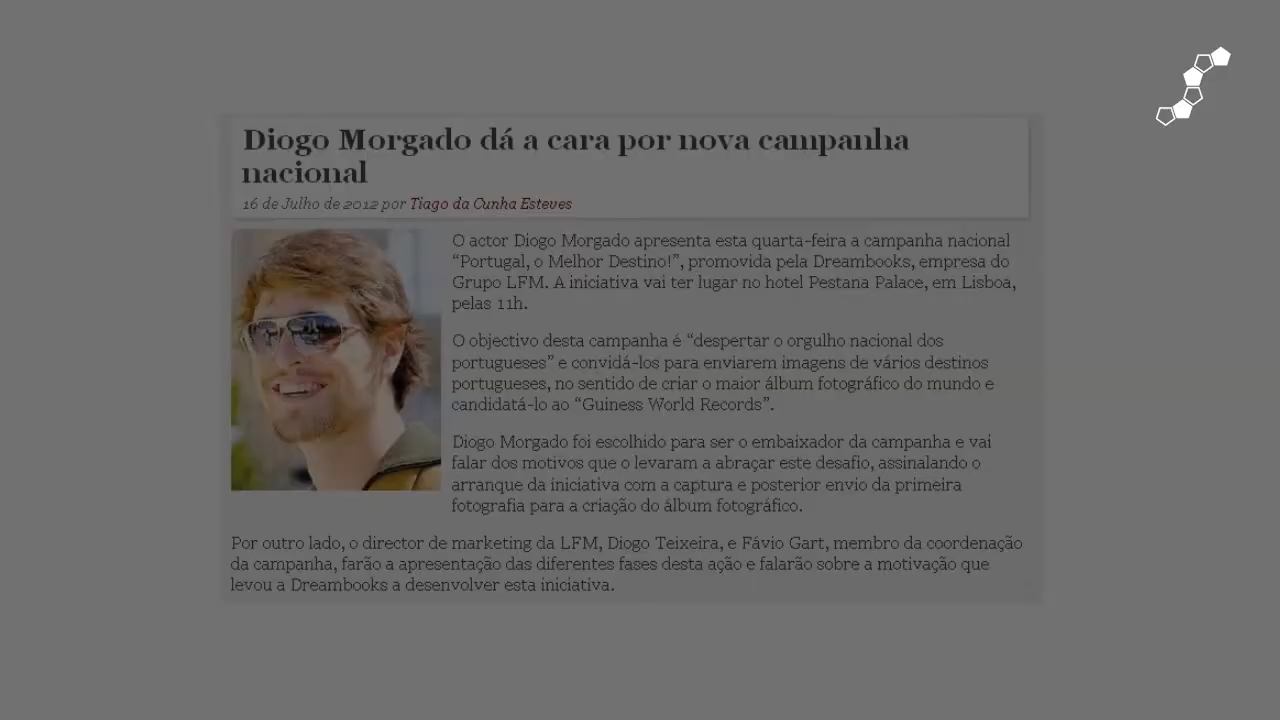 Diogo Morgado dá a cara por nova campanha
nacional
16 de Julho de 2012 por Tiago da Cunha Esteves
O actor Diogo Morgado apresenta esta quarta-feira a campanha nacional
“Portugal, o Melhor Destino!”, promovida pela Dreambooks, empresa do
Grupo LFM. A iniciativa vai ter lugar no hotel Pestana Palace, em Lisboa,
pelas 11h.
O objectivo desta campanha é “despertar o orgulho nacional dos
portugueses” e convidá-los para enviarem imagens de vários destinos
portugueses, no sentido de criar o maior álbum fotográfico do mundo e
candidatá-lo ao “Guiness World Records”.
Diogo Morgado foi escolhido para ser o embaixador da campanha e vai
falar dos motivos que o levaram a abraçar este desafio, assinalando o
arranque da iniciativa com a captura e posterior envio da primeira
fotografia para a criação do álbum fotográfico.
Por outro lado, o director de marketing da LFM, Diogo Teixeira, e Fávio Gart, membro da coordenação
da campanha, farão a apresentação das diferentes fases desta ação e falarão sobre a motivação que
levou a Dreambooks a desenvolver esta iniciativa.